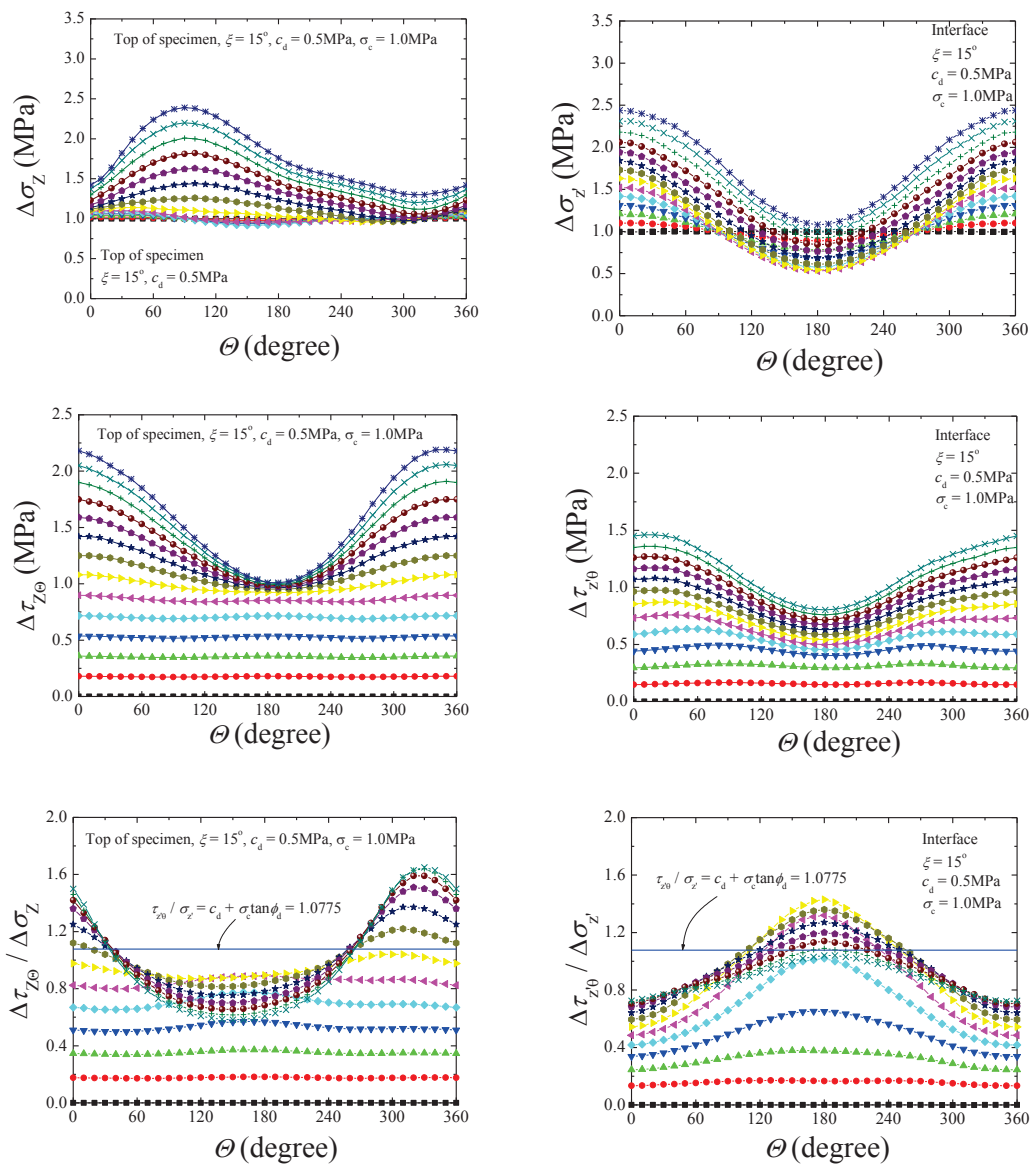 Top of specimen, ξ = 15°, c_d = 0.5MPa, σ_c = 1.0MPa
Top of specimen
ξ = 15°, c_d = 0.5MPa
Δσ_Z (MPa)
3.5
3.0
2.5
2.0
1.5
1.0
0.5
0.0
0 60 120 180 240 300 360
Θ (degree)
Interface
ξ = 15°
c_d = 0.5MPa
σ_c = 1.0MPa
Δσ_z' (MPa)
3.5
3.0
2.5
2.0
1.5
1.0
0.5
0.0
0 60 120 180 240 300 360
Θ (degree)
Top of specimen, ξ = 15°, c_d = 0.5MPa, σ_c = 1.0MPa
Δτ_ZΘ (MPa)
2.5
2.0
1.5
1.0
0.5
0.0
0 60 120 180 240 300 360
Θ (degree)
Interface
ξ = 15°
c_d = 0.5MPa
σ_c = 1.0MPa
Δτ_z'θ (MPa)
2.5
2.0
1.5
1.0
0.5
0.0
0 60 120 180 240 300 360
Θ (degree)
Top of specimen, ξ = 15°, c_d = 0.5MPa, σ_c = 1.0MPa
τ_z'θ / σ_z' = c_d + σ_c tanϕ_d = 1.0775
Δτ_ZΘ / Δσ_Z
2.0
1.6
1.2
0.8
0.4
0.0
0 60 120 180 240 300 360
Θ (degree)
Interface
ξ = 15°
c_d = 0.5MPa
σ_c = 1.0MPa
τ_z'θ / σ_z' = c_d + σ_c tanϕ_d = 1.0775
Δτ_z'θ / Δσ_z'
2.0
1.6
1.2
0.8
0.4
0.0
0 60 120 180 240 300 360
Θ (degree)